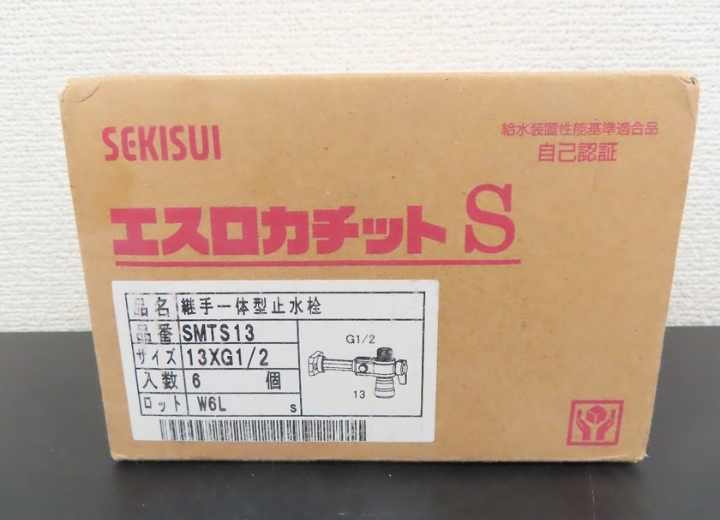 SEKISUI
給水装置性能基準適合品
自己認証
エスロカチットS
品名 継手一体型止水栓
品番 SMTS13
サイズ 13XG1/2
入数 6 個
ロット W6L S
G1/2
13